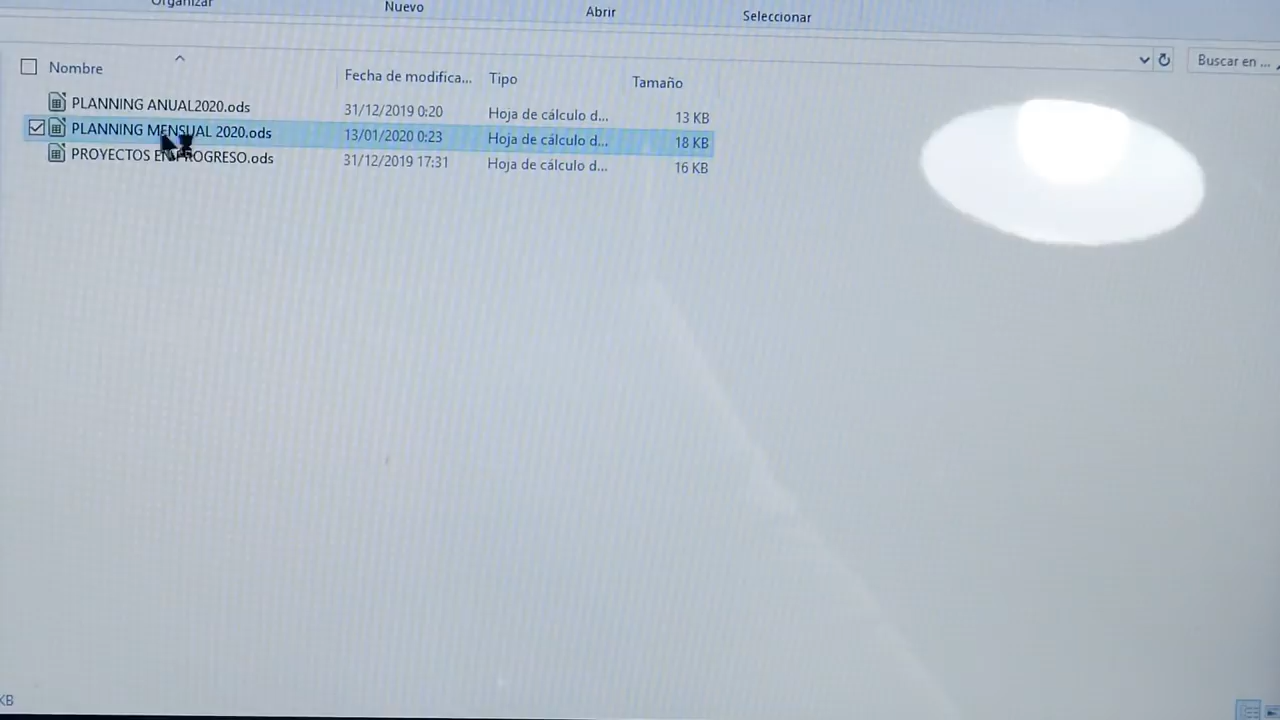 Organizar Nuevo Abrir Seleccionar
Buscar en ...
Nombre Fecha de modifica... Tipo Tamaño
PLANNING ANUAL2020.ods 31/12/2019 0:20 Hoja de cálculo d... 13 KB
PLANNING MENSUAL 2020.ods 13/01/2020 0:23 Hoja de cálculo d... 18 KB
PROYECTOS EN PROGRESO.ods 31/12/2019 17:31 Hoja de cálculo d... 16 KB
KB